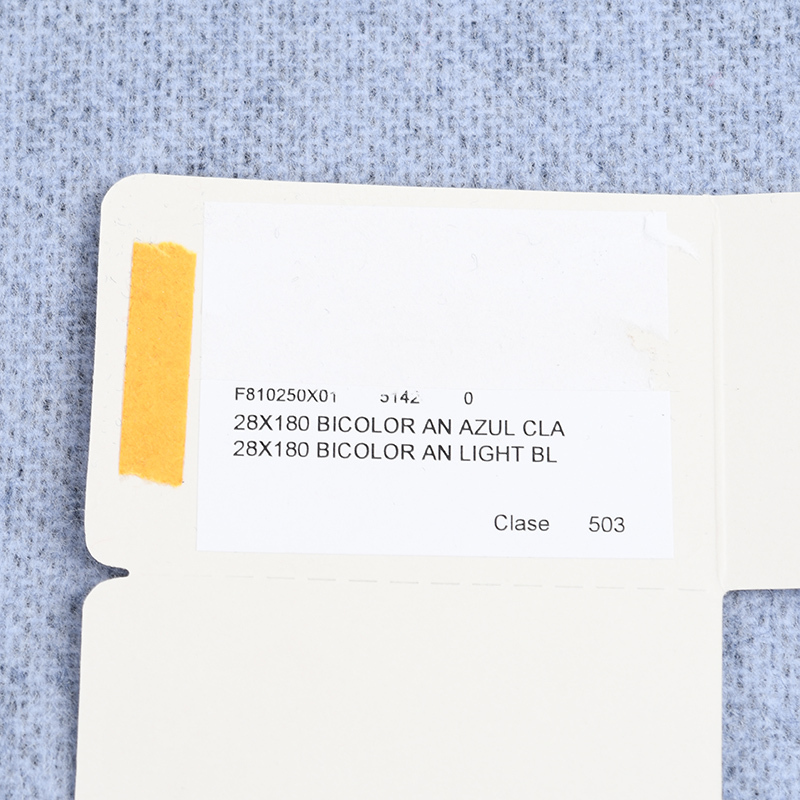 F810250X01 5142 0
28X180 BICOLOR AN AZUL CLA
28X180 BICOLOR AN LIGHT BL
Clase 503